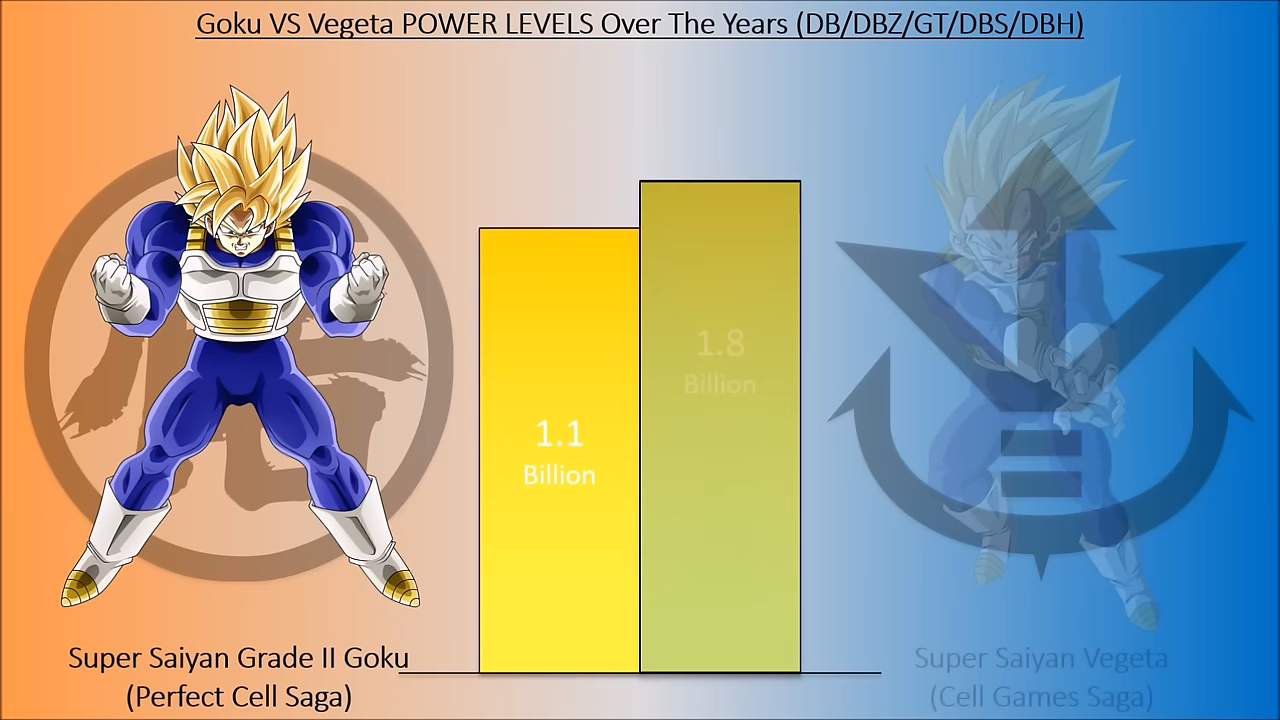 Goku VS Vegeta POWER LEVELS Over The Years (DB/DBZ/GT/DBS/DBH)
1.1
Billion
1.8
Billion
Super Saiyan Grade II Goku
(Perfect Cell Saga)
Super Saiyan Vegeta
(Cell Games Saga)